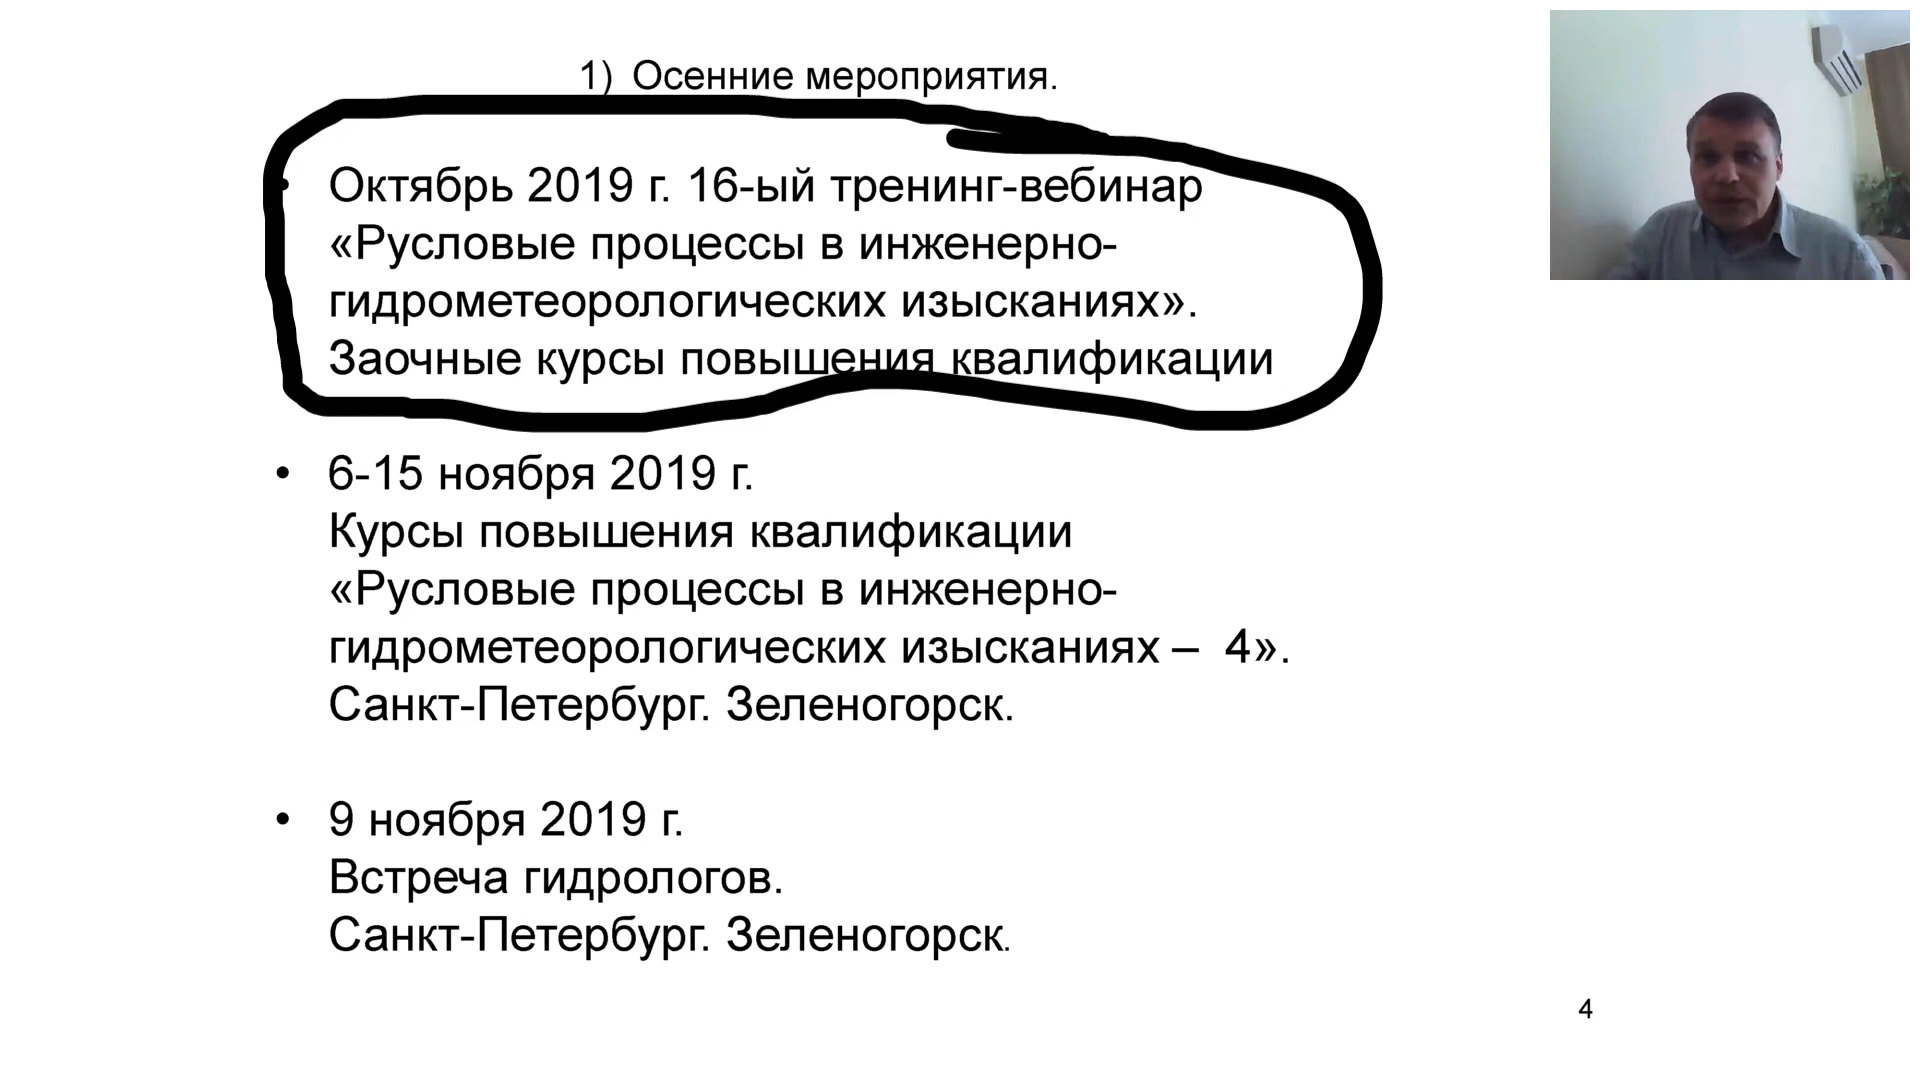 1) Осенние мероприятия.
• Октябрь 2019 г. 16-ый тренинг-вебинар
«Русловые процессы в инженерно-
гидрометеорологических изысканиях».
Заочные курсы повышения квалификации
• 6-15 ноября 2019 г.
Курсы повышения квалификации
«Русловые процессы в инженерно-
гидрометеорологических изысканиях – 4».
Санкт-Петербург. Зеленогорск.
• 9 ноября 2019 г.
Встреча гидрологов.
Санкт-Петербург. Зеленогорск.
4